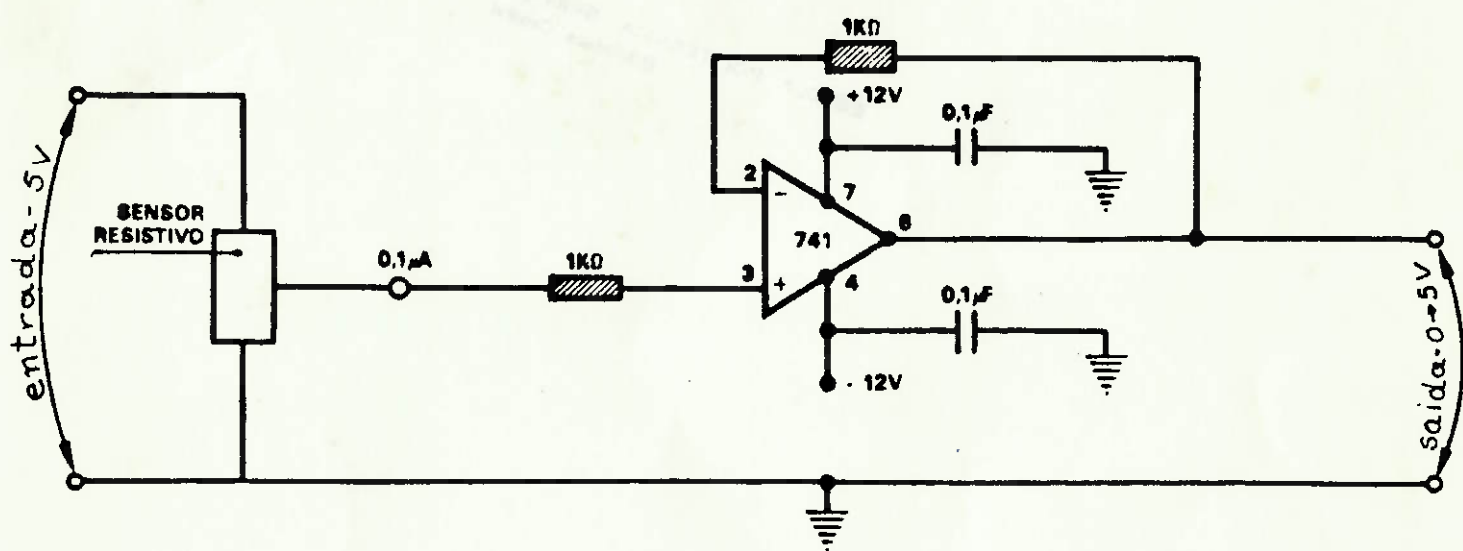 1KΩ
+12V
0,1μF
entrada-5V
SENSOR
RESISTIVO
2
-
7
741
6
0,1μA
1KΩ
3
+
4
0,1μF
- 12V
saida-0→5V